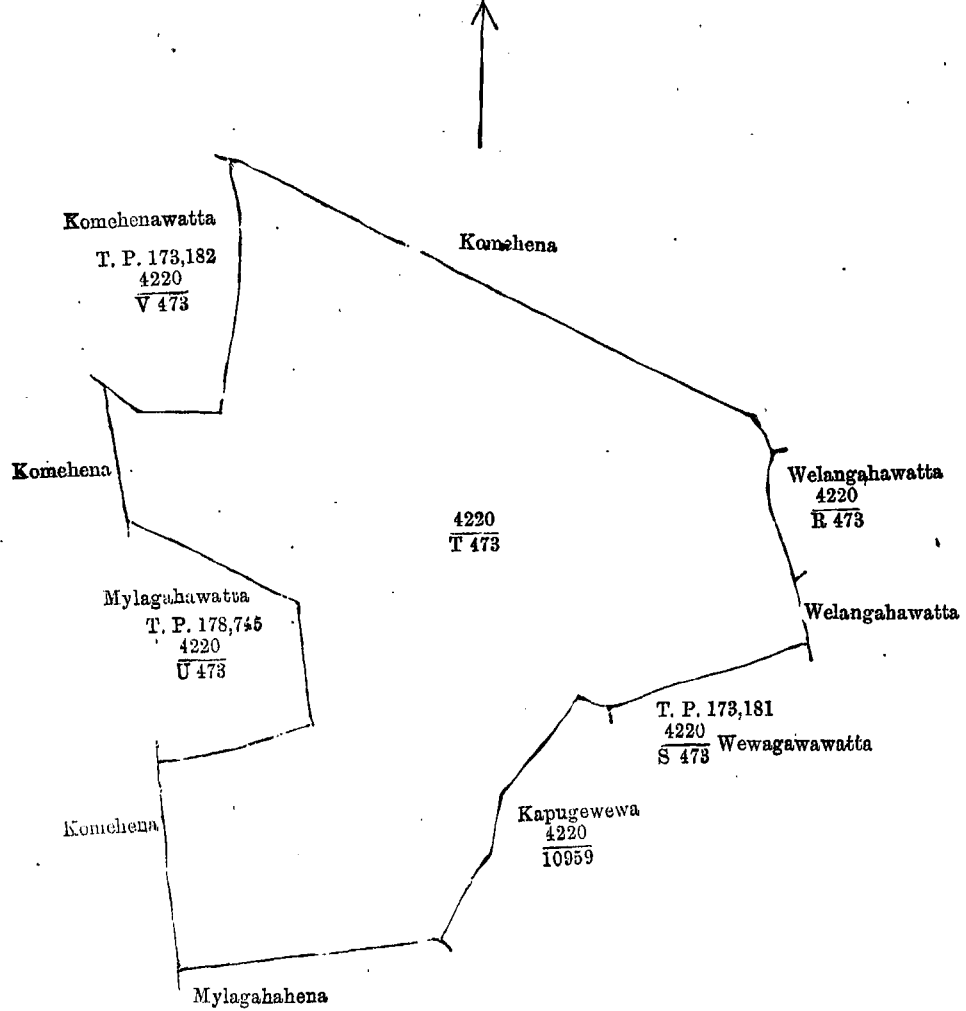 Komehenawatta
T. P. 173,182
4220
V 473
Komehena
Komehena
4220
T 473
Welangahawatta
4220
R 473
Mylagahawatta
T. P. 178,745
4220
U 473
Welangahawatta
T. P. 173,181
4220
S 473 Wewagawawatta
Komehena
Kapugewewa
4220
10959
Mylagahahena